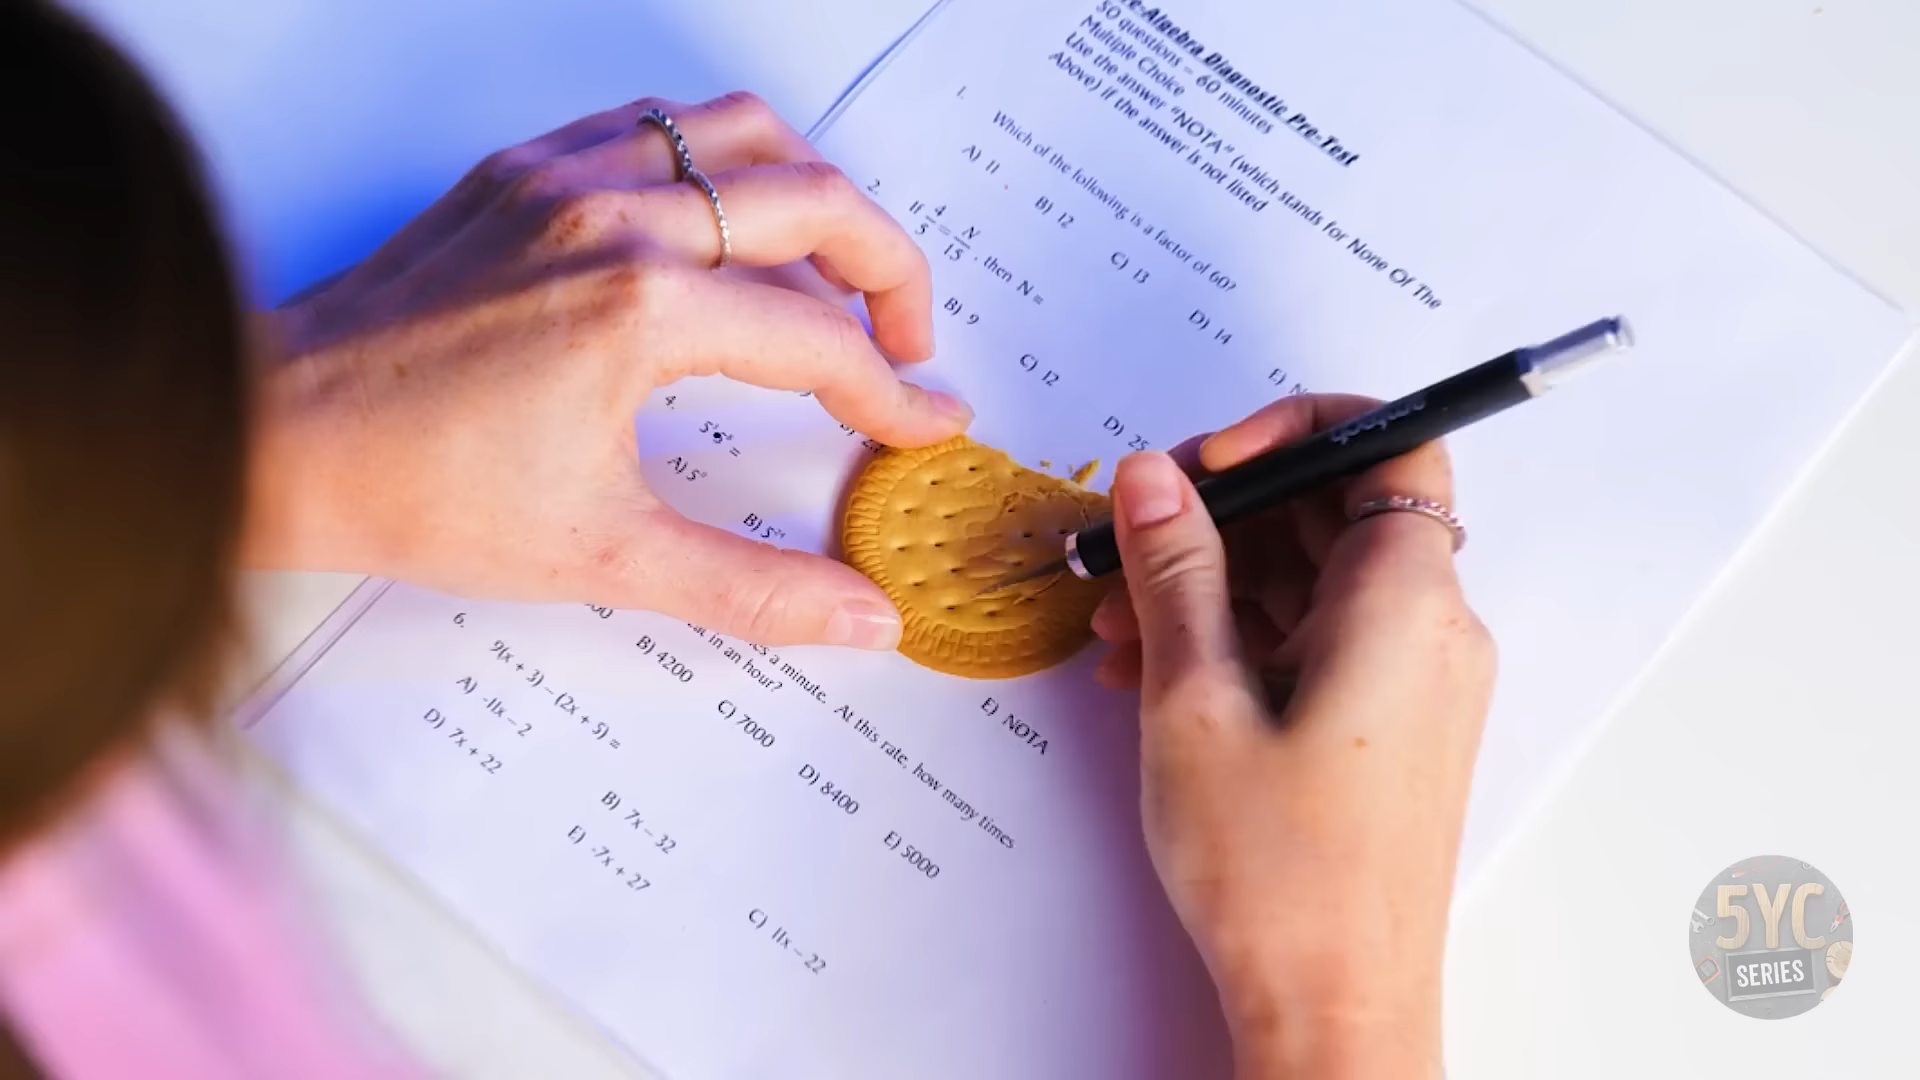 re-Algebra Diagnostic Pre-Test
50 questions – 60 minutes
Multiple Choice
Use the answer "NOTA" (which stands for None Of The
Above) if the answer is not listed
1.
Which of the following is a factor of 60?
A) 11 B) 12 C) 13 D) 14 E) N
2.
If 4/5 = N/15, then N =
B) 9 C) 12 D) 25
4.
A) 5
B) 5²⁴
E) NOTA
a minute. At this rate, how many times
in an hour?
B) 4200 C) 7000 D) 8400 E) 5000
6.
9(x + 3) – (2x + 5) =
A) -11x – 2 B) 7x – 32 C) 11x – 22
D) 7x + 22 E) -7x + 27
5YC
SERIES